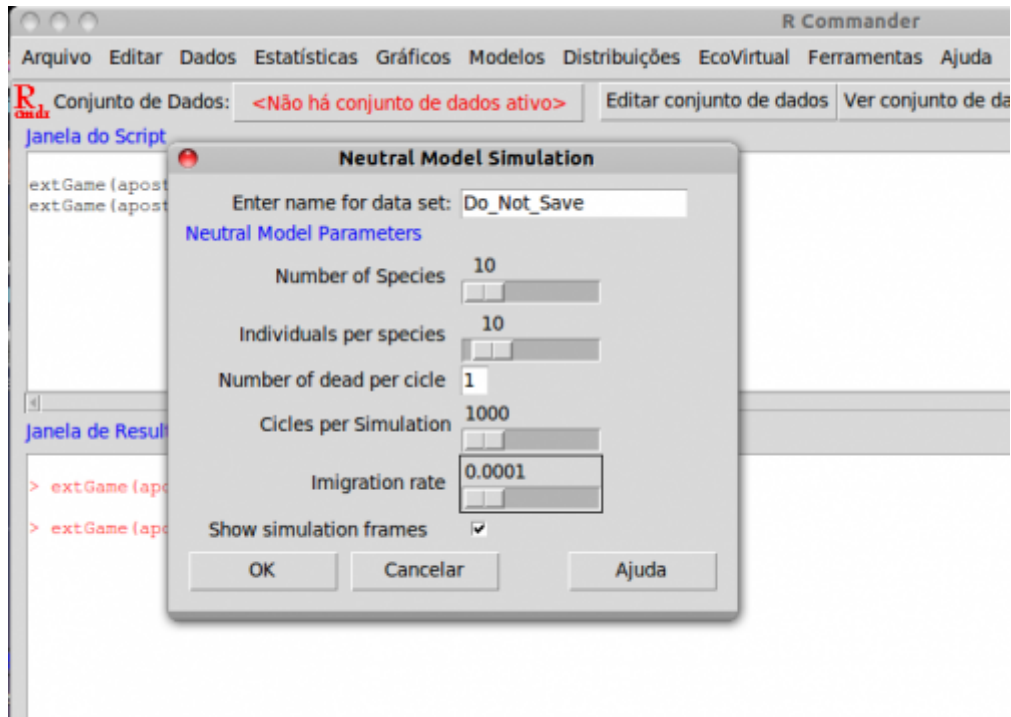 R Commander
Arquivo Editar Dados Estatísticas Gráficos Modelos Distribuições EcoVirtual Ferramentas Ajuda
R Conjunto de Dados: <Não há conjunto de dados ativo> Editar conjunto de dados Ver conjunto de da
cmdr
Janela do Script
extGame(apost
extGame(apost
Neutral Model Simulation
Enter name for data set: Do_Not_Save
Neutral Model Parameters
Number of Species 10
Individuals per species 10
Number of dead per cicle 1
Cicles per Simulation 1000
Imigration rate 0.0001
Show simulation frames
OK Cancelar Ajuda
Janela de Result
> extGame(apo
> extGame(apo